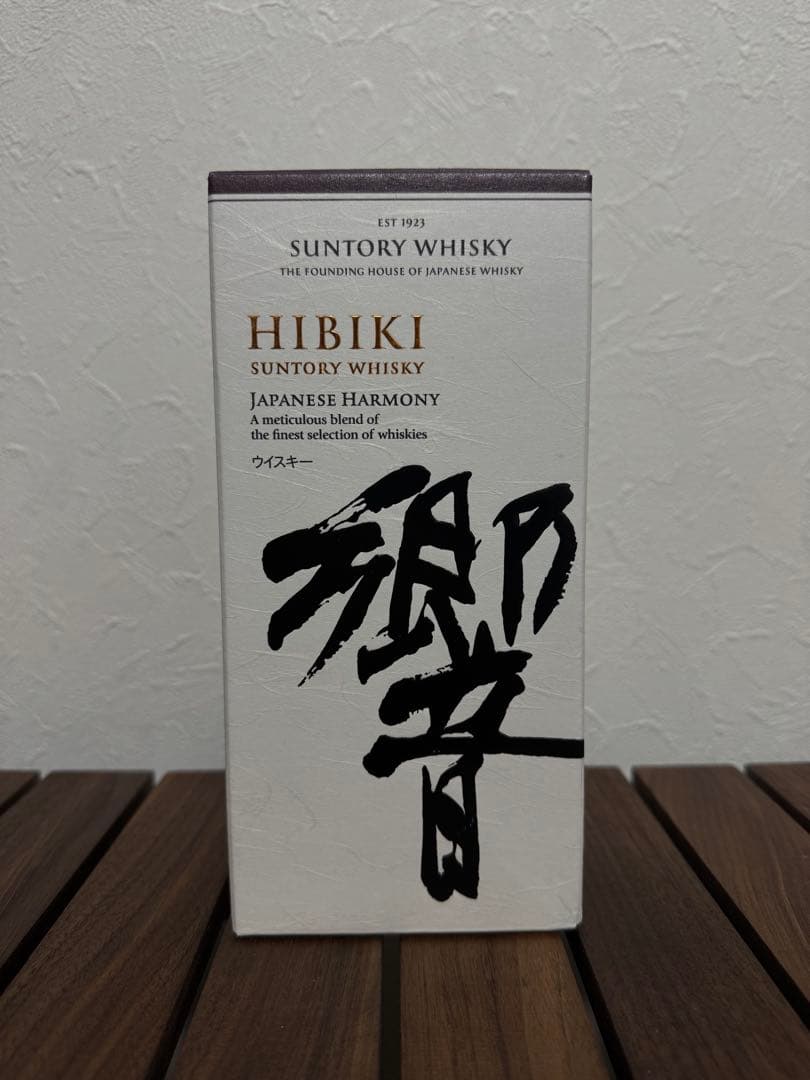 EST 1923
SUNTORY WHISKY
THE FOUNDING HOUSE OF JAPANESE WHISKY
HIBIKI
SUNTORY WHISKY
JAPANESE HARMONY
A meticulous blend of
the finest selection of whiskies
ウイスキー
響